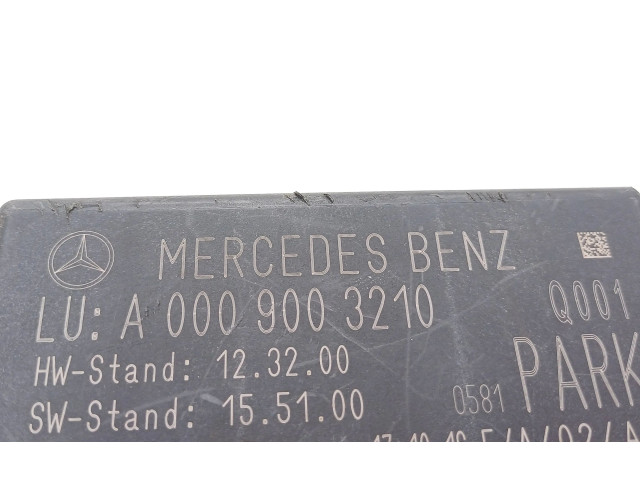 MERCEDES BENZ
LU: A 000 900 3210 Q001
HW-Stand: 12.32.00
SW-Stand: 15.51.00 0581 PARK